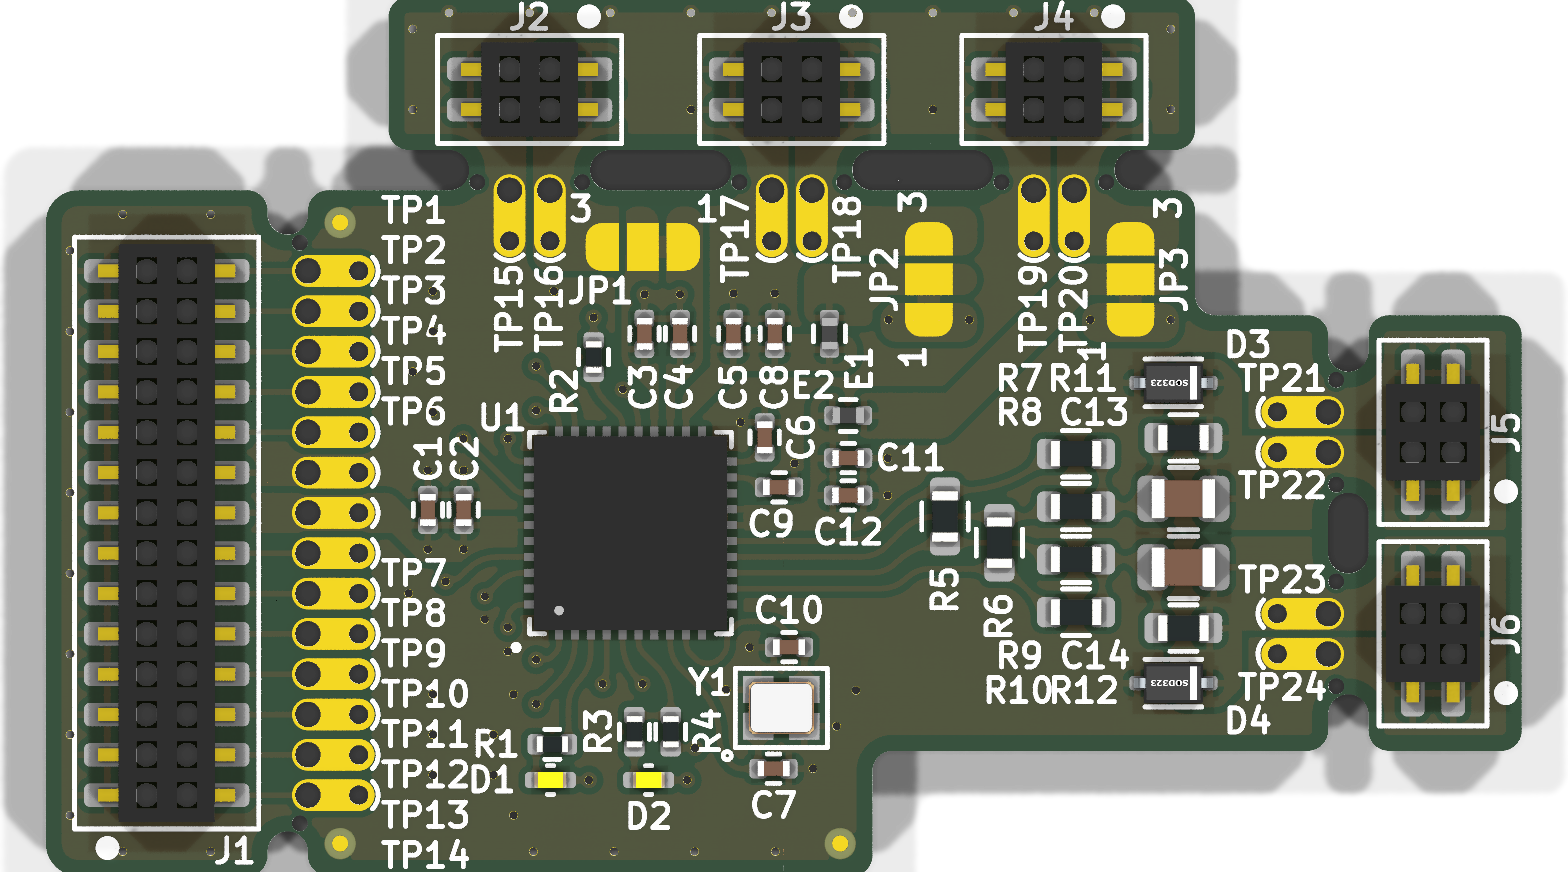 J2
J3
J4
TP1
TP2
TP3
TP4
TP5
TP6
TP7
TP8
TP9
TP10
TP11
TP12
TP13
TP14
3
1
JP1
TP15
TP16
TP17
TP18
3
JP2
1
TP19
TP20
3
JP3
1
R2
C3
C4
C5
C8
E2
E1
U1
C1
C2
C6
C9
C11
C12
R7
R11
R8
C13
SOD323
D3
TP21
TP22
J5
R5
R6
R9
C14
R10
R12
SOD323
TP23
TP24
D4
J6
C10
Y1
R1
R3
R4
D1
D2
C7
J1